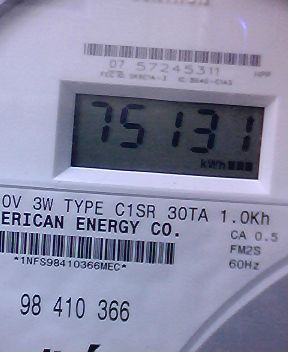 07 57245311 HPP
75131
kWh
0V 3W TYPE C1SR 30TA 1.0Kh
ERICAN ENERGY CO.
CA 0.5
FM2S
*1NFS98410366MEC*
60Hz
98 410 366